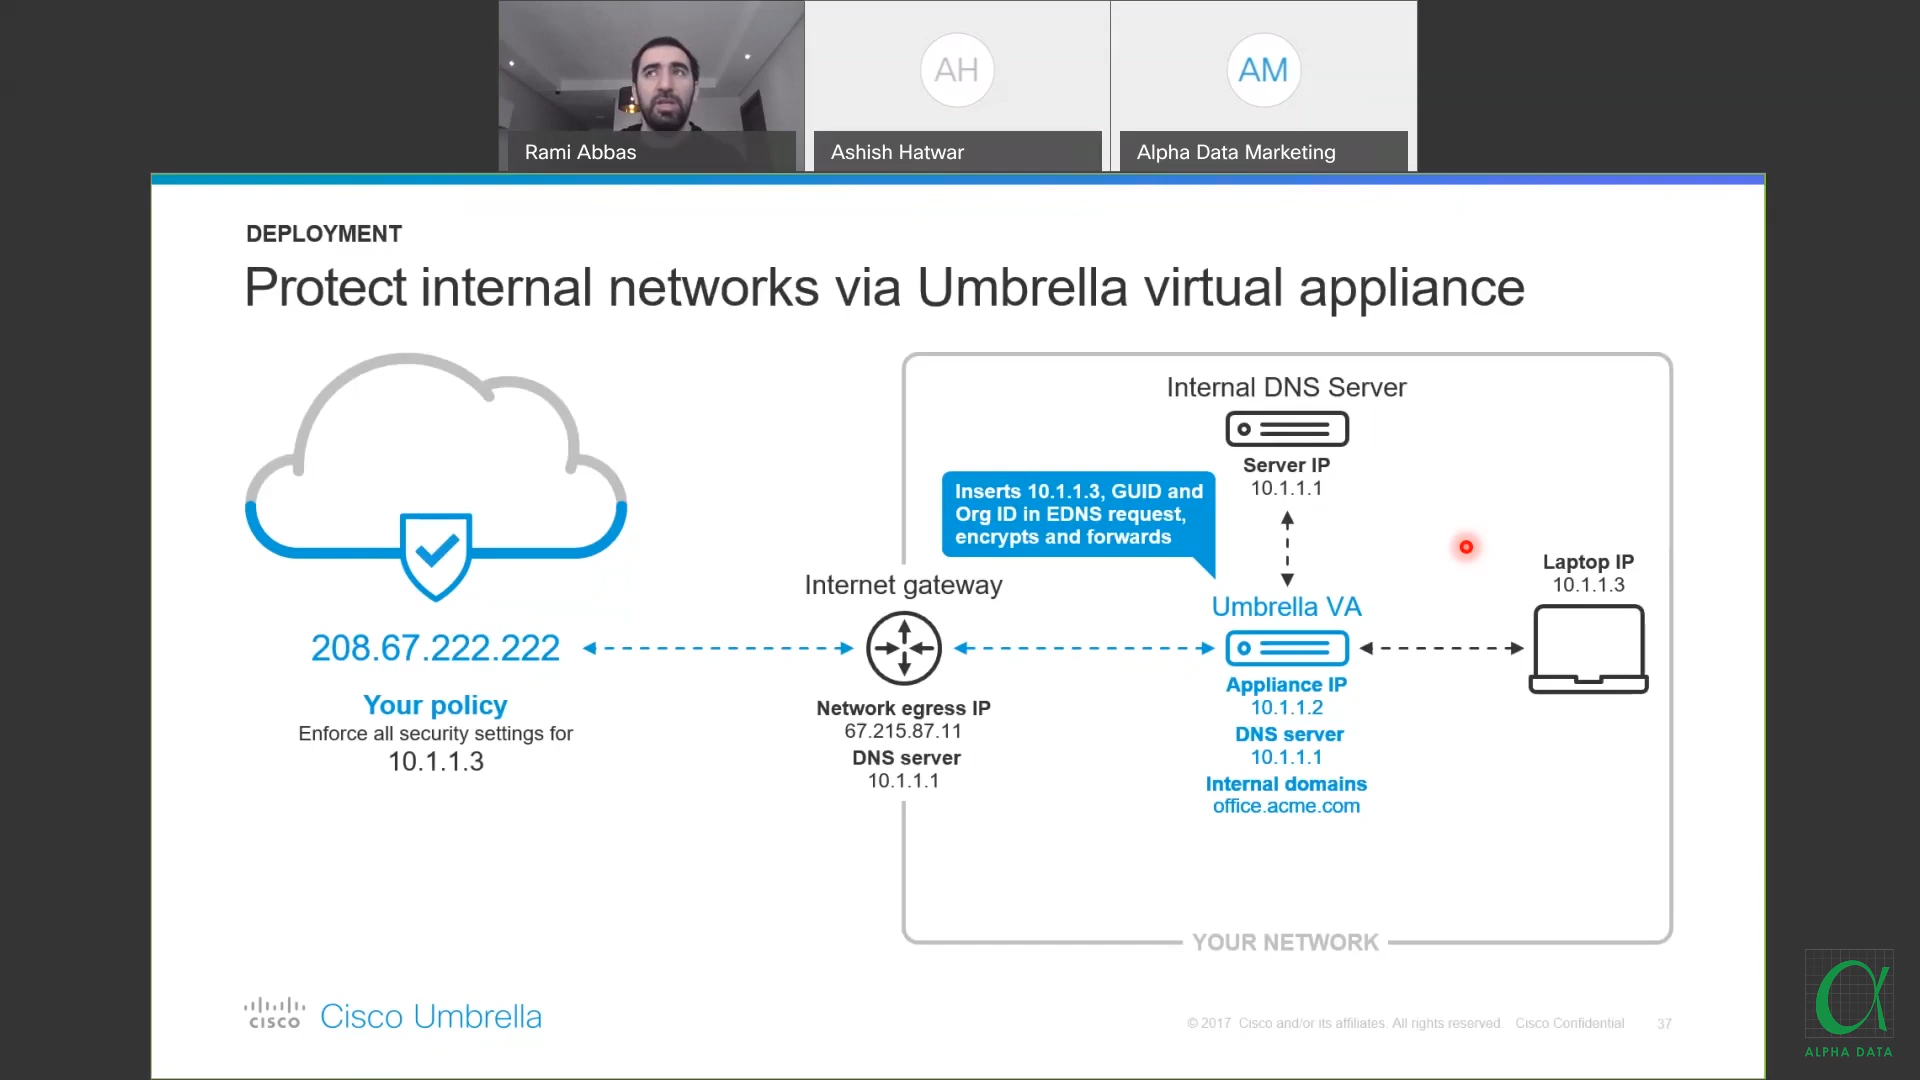 AH
AM
Rami Abbas
Ashish Hatwar
Alpha Data Marketing
DEPLOYMENT
Protect internal networks via Umbrella virtual appliance
Internal DNS Server
Server IP
10.1.1.1
Inserts 10.1.1.3, GUID and
Org ID in EDNS request,
encrypts and forwards
Laptop IP
10.1.1.3
Internet gateway
Umbrella VA
208.67.222.222
Your policy
Enforce all security settings for
10.1.1.3
Network egress IP
67.215.87.11
DNS server
10.1.1.1
Appliance IP
10.1.1.2
DNS server
10.1.1.1
Internal domains
office.acme.com
YOUR NETWORK
CISCO
Cisco Umbrella
© 2017 Cisco and/or its affiliates. All rights reserved. Cisco Confidential
37
ALPHA DATA